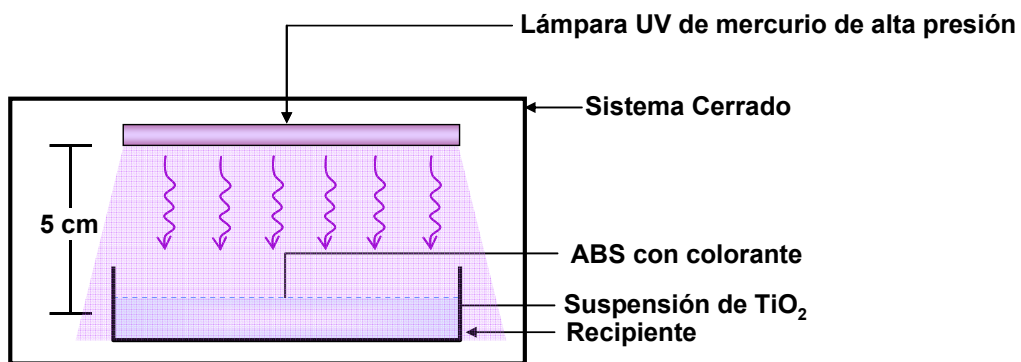 Lámpara UV de mercurio de alta presión
Sistema Cerrado
5 cm
ABS con colorante
Suspensión de TiO₂
Recipiente